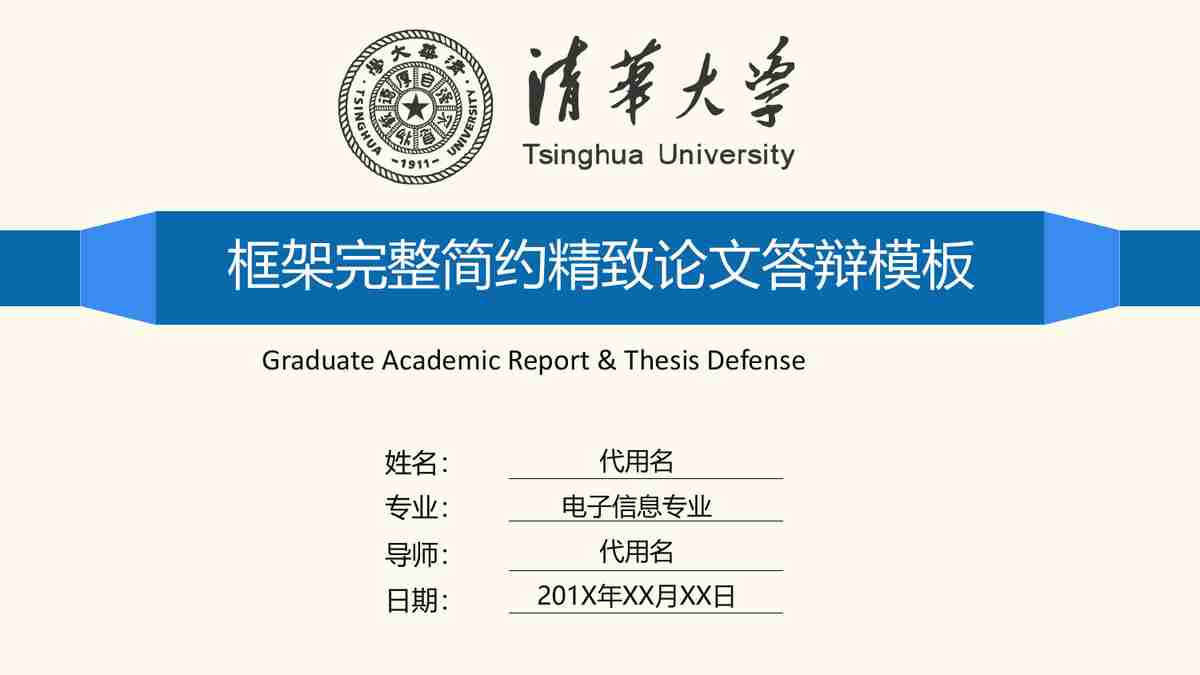 清華大学
清華大學
TSINGHUA UNIVERSITY
自强不息
厚德載物
-1911-
Tsinghua University
框架完整简约精致论文答辩模板
Graduate Academic Report & Thesis Defense
姓名： 代用名
专业： 电子信息专业
导师： 代用名
日期： 201X年XX月XX日